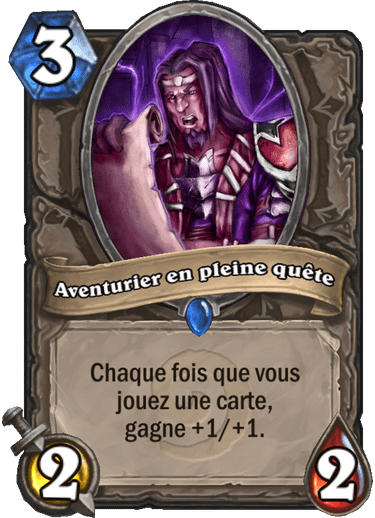 3
Aventurier en pleine quête
Chaque fois que vous
jouez une carte,
gagne +1/+1.
2
2